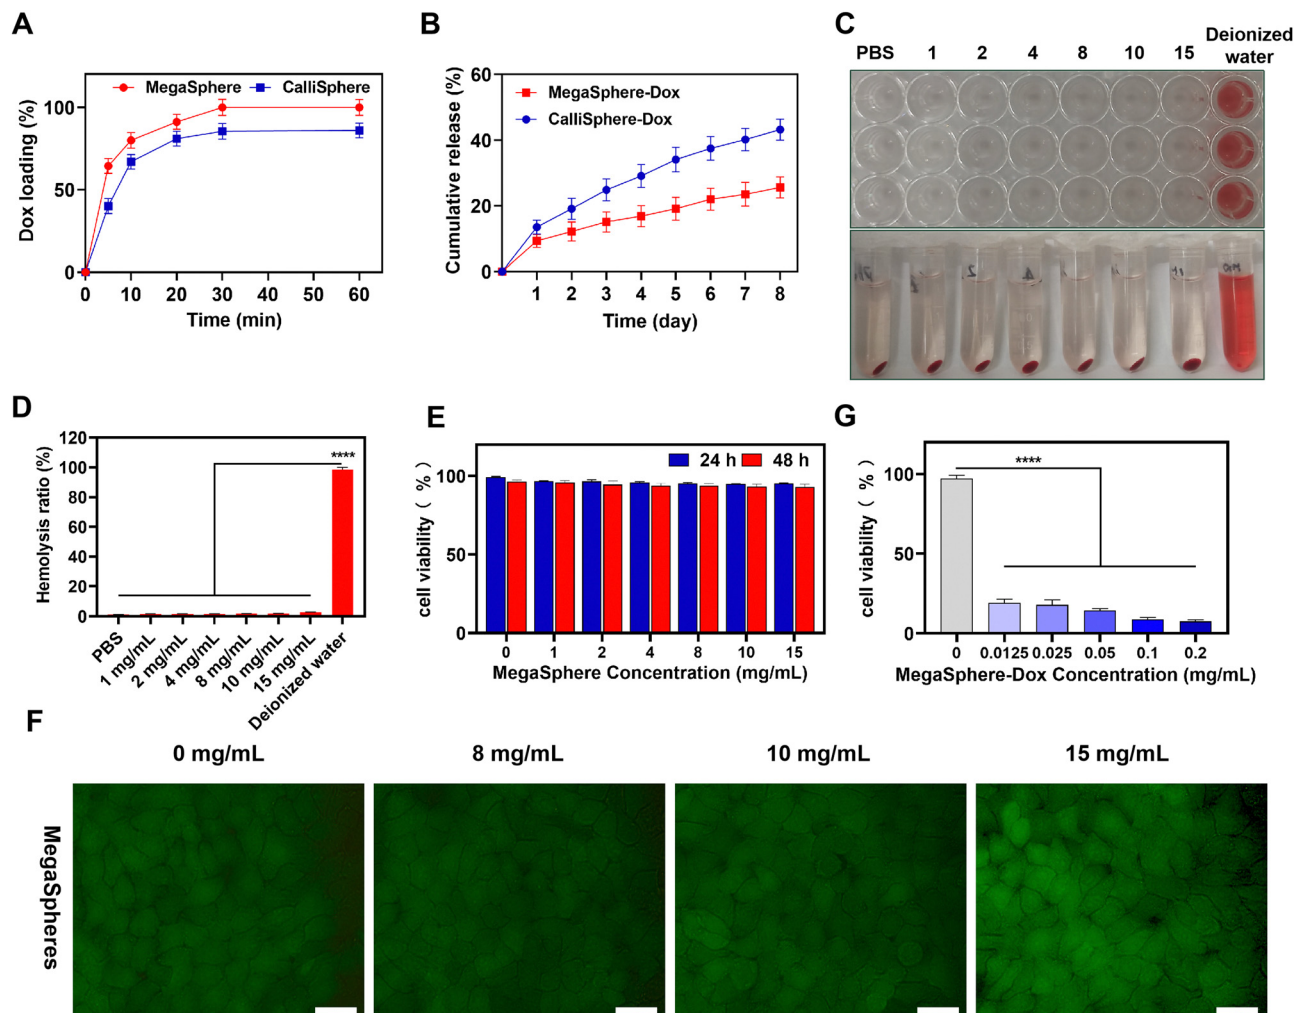 A
MegaSphere CalliSphere
Dox loading (%)
100
50
0
0 10 20 30 40 50 60
Time (min)
B
MegaSphere-Dox
CalliSphere-Dox
Cumulative release (%)
60
40
20
0
1 2 3 4 5 6 7 8
Time (day)
C
PBS 1 2 4 8 10 15 Deionized
water
D
Hemolysis ratio (%)
120
100
80
60
40
20
0
****
PBS
1 mg/mL
2 mg/mL
4 mg/mL
8 mg/mL
10 mg/mL
15 mg/mL
Deionized water
E
24 h 48 h
cell viability ( % )
100
50
0
0 1 2 4 8 10 15
MegaSphere Concentration (mg/mL)
G
****
cell viability ( % )
100
50
0
0 0.0125 0.025 0.05 0.1 0.2
MegaSphere-Dox Concentration (mg/mL)
F
0 mg/mL 8 mg/mL 10 mg/mL 15 mg/mL
MegaSpheres